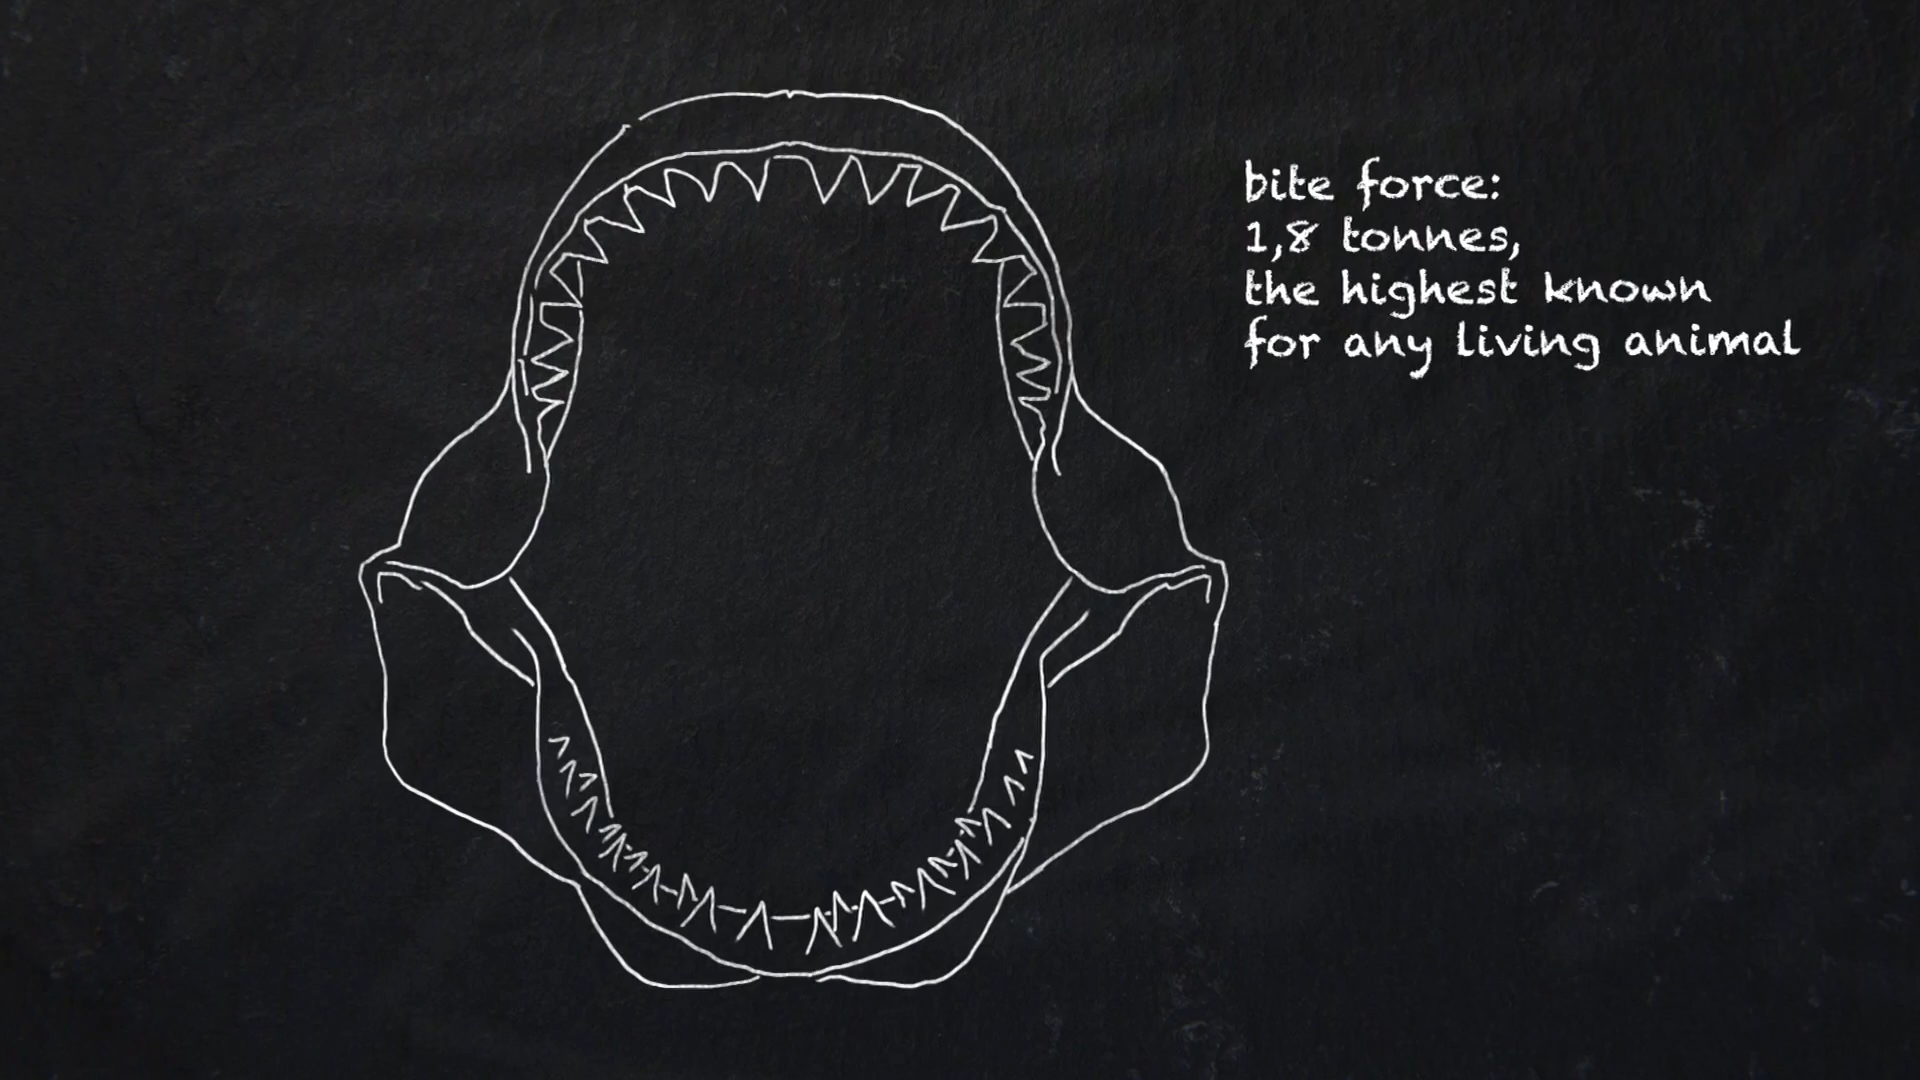 bite force:
1,8 tonnes,
the highest known
for any living animal